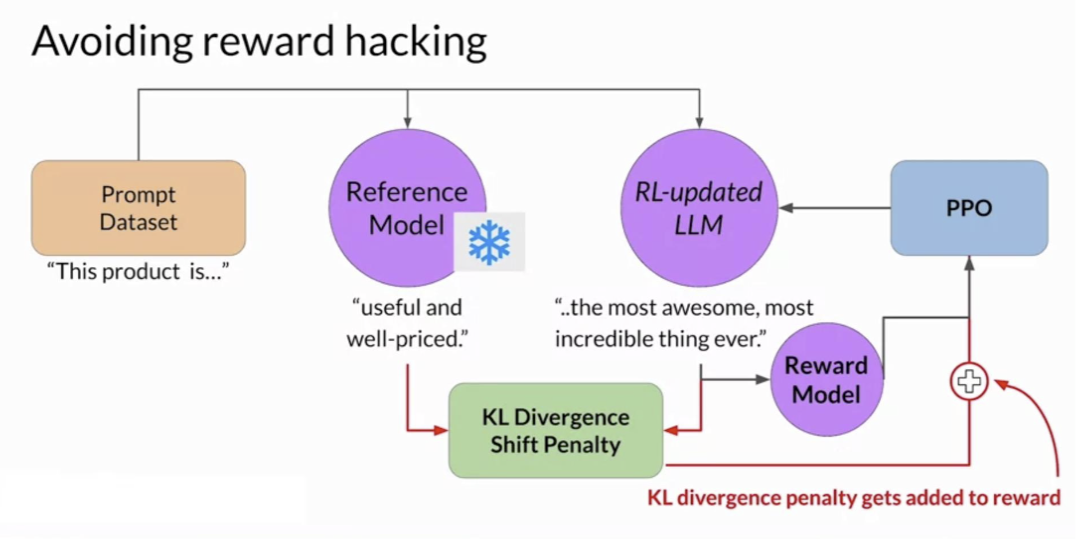 Avoiding reward hacking
Prompt
Dataset
"This product is..."
Reference
Model
"useful and
well-priced."
RL-updated
LLM
"..the most awesome, most
incredible thing ever."
PPO
Reward
Model
KL Divergence
Shift Penalty
KL divergence penalty gets added to reward